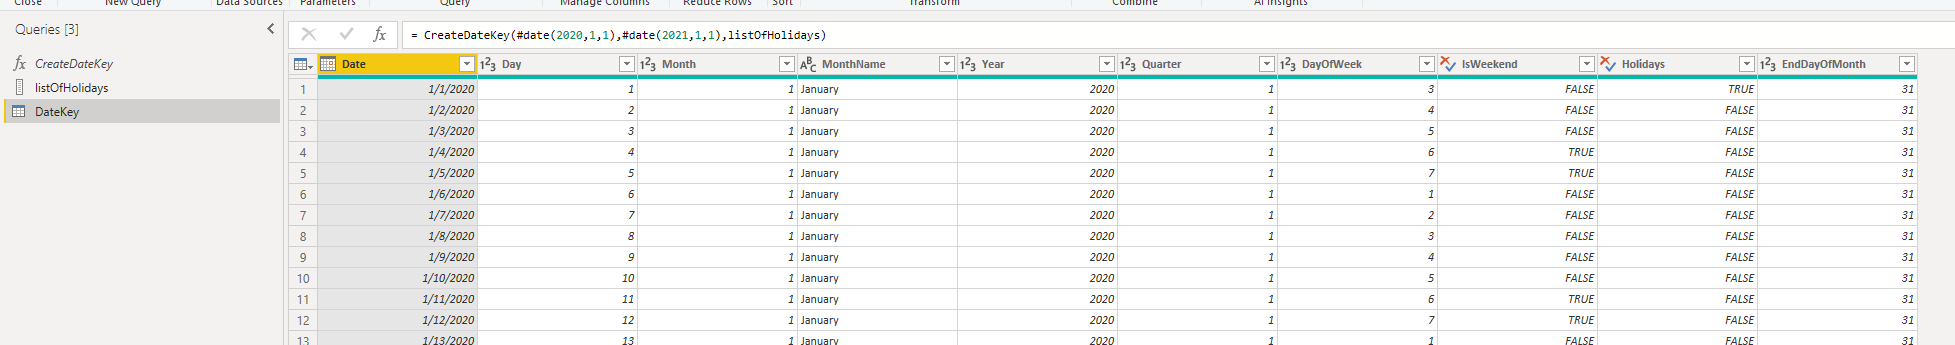 Close New Query Data Sources Parameters Query Manage Columns Reduce Rows Sort Transform Combine AI Insights
Queries [3]
fx CreateDateKey
listOfHolidays
DateKey
fx = CreateDateKey(#date(2020,1,1),#date(2021,1,1),listOfHolidays)
Date 123 Day 123 Month ABC MonthName 123 Year 123 Quarter 123 DayOfWeek IsWeekend Holidays 123 EndDayOfMonth
1 1/1/2020 1 1 January 2020 1 3 FALSE TRUE 31
2 1/2/2020 2 1 January 2020 1 4 FALSE FALSE 31
3 1/3/2020 3 1 January 2020 1 5 FALSE FALSE 31
4 1/4/2020 4 1 January 2020 1 6 TRUE FALSE 31
5 1/5/2020 5 1 January 2020 1 7 TRUE FALSE 31
6 1/6/2020 6 1 January 2020 1 1 FALSE FALSE 31
7 1/7/2020 7 1 January 2020 1 2 FALSE FALSE 31
8 1/8/2020 8 1 January 2020 1 3 FALSE FALSE 31
9 1/9/2020 9 1 January 2020 1 4 FALSE FALSE 31
10 1/10/2020 10 1 January 2020 1 5 FALSE FALSE 31
11 1/11/2020 11 1 January 2020 1 6 TRUE FALSE 31
12 1/12/2020 12 1 January 2020 1 7 TRUE FALSE 31
13 1/13/2020 13 1 January 2020 1 1 FALSE FALSE 31